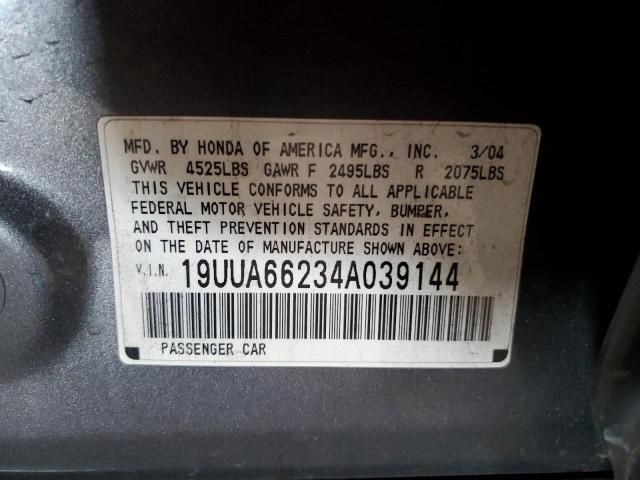 MFD. BY HONDA OF AMERICA MFG., INC. 3/04
GVWR 4525LBS GAWR F 2495LBS R 2075LBS
THIS VEHICLE CONFORMS TO ALL APPLICABLE
FEDERAL MOTOR VEHICLE SAFETY, BUMPER,
AND THEFT PREVENTION STANDARDS IN EFFECT
ON THE DATE OF MANUFACTURE SHOWN ABOVE:
V.I.N. 19UUA66234A039144
PASSENGER CAR